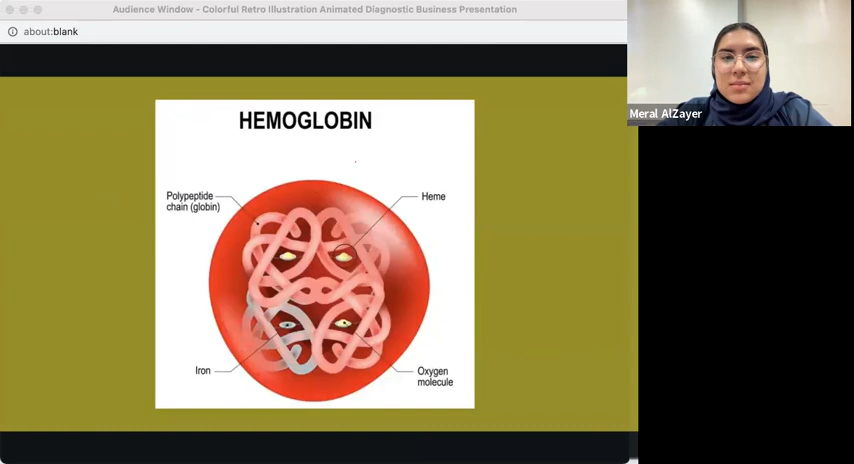 Audience Window - Colorful Retro Illustration Animated Diagnostic Business Presentation
about:blank
Meral AlZayer
HEMOGLOBIN
Polypeptide
chain (globin)
Heme
Iron
Oxygen
molecule